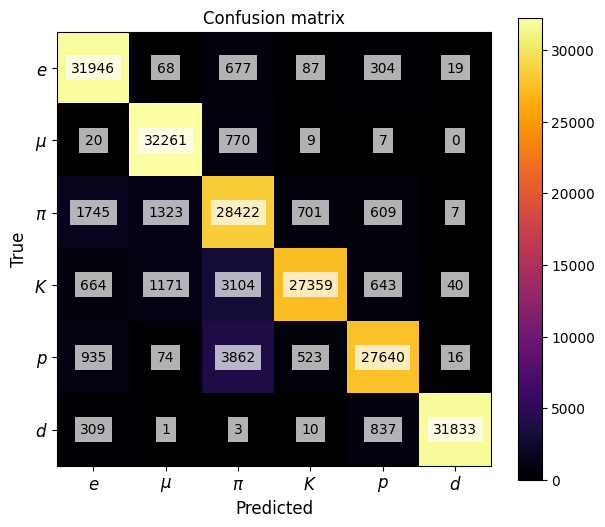 Confusion matrix
True
e 31946 68 677 87 304 19
μ 20 32261 770 9 7 0
π 1745 1323 28422 701 609 7
K 664 1171 3104 27359 643 40
p 935 74 3862 523 27640 16
d 309 1 3 10 837 31833
e μ π K p d
Predicted
30000
25000
20000
15000
10000
5000
0